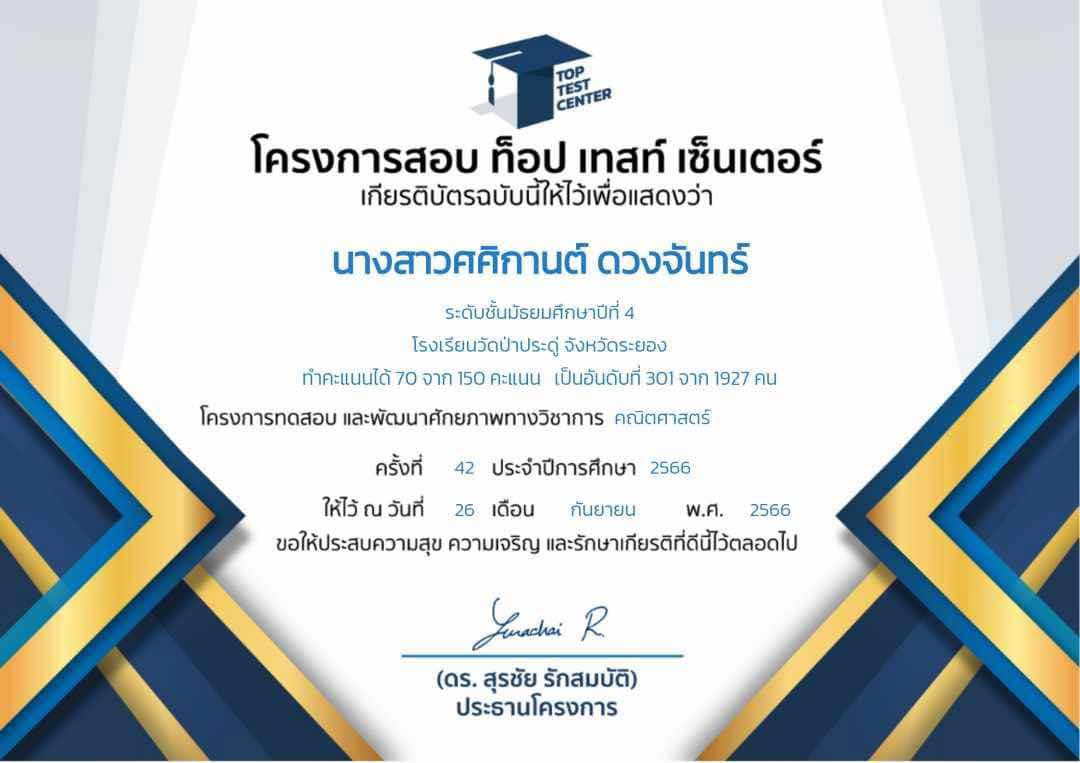 TOP
TEST
CENTER
โครงการสอบ ท็อป เทสท์ เซ็นเตอร์
เกียรติบัตรฉบับนี้ให้ไว้เพื่อแสดงว่า
นางสาวศศิกานต์ ดวงจันทร์
ระดับชั้นมัธยมศึกษาปีที่ 4
โรงเรียนวัดป่าประดู่ จังหวัดระยอง
ทำคะแนนได้ 70 จาก 150 คะแนน เป็นอันดับที่ 301 จาก 1927 คน
โครงการทดสอบ และพัฒนาศักยภาพทางวิชาการ คณิตศาสตร์
ครั้งที่ 42 ประจำปีการศึกษา 2566
ให้ไว้ ณ วันที่ 26 เดือน กันยายน พ.ศ. 2566
ขอให้ประสบความสุข ความเจริญ และรักษาเกียรติที่ดีนี้ไว้ตลอดไป
(ดร. สุรชัย รักสมบัติ)
ประธานโครงการ